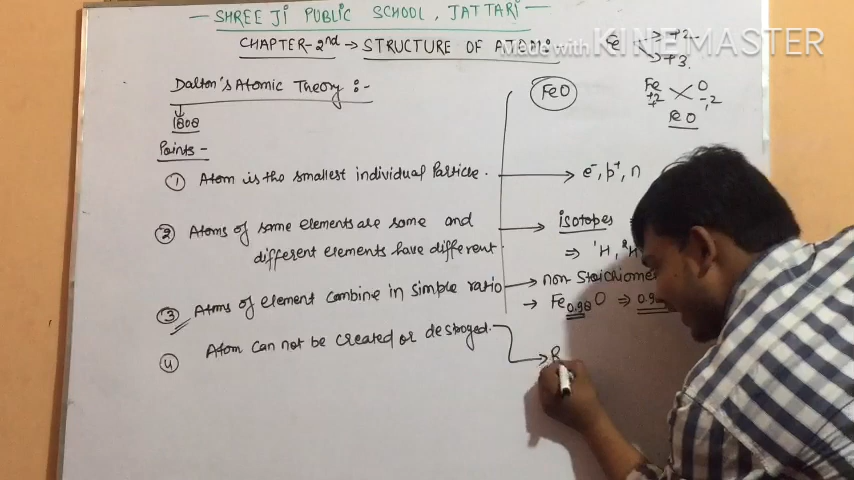 — SHREE JI PUBLIC SCHOOL, JATTARI —
CHAPTER-2nd → STRUCTURE OF ATOM:-
Made with KINEMASTER
Fe → +2
→ +3
Dalton's Atomic Theory :-
1808
Points -
① Atom is the smallest individual Particle.
② Atoms of same elements are same and
different elements have different.
③ Atoms of element combine in simple ratio
④ Atom can not be created or destroyed.
FeO
Fe O
+2 -2
FeO
→ e⁻, p⁺, n
→ isotopes
⇒ ¹H, ²H
→ non Stoichiome
→ Fe0.98O ⇒
→ R